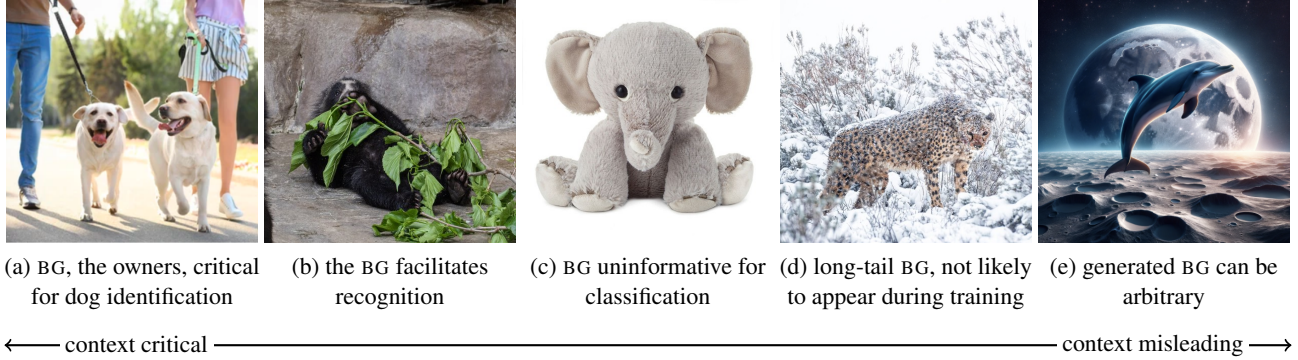 (a) BG, the owners, critical
for dog identification
(b) the BG facilitates
recognition
(c) BG uninformative for
classification
(d) long-tail BG, not likely
to appear during training
(e) generated BG can be
arbitrary
context critical
context misleading